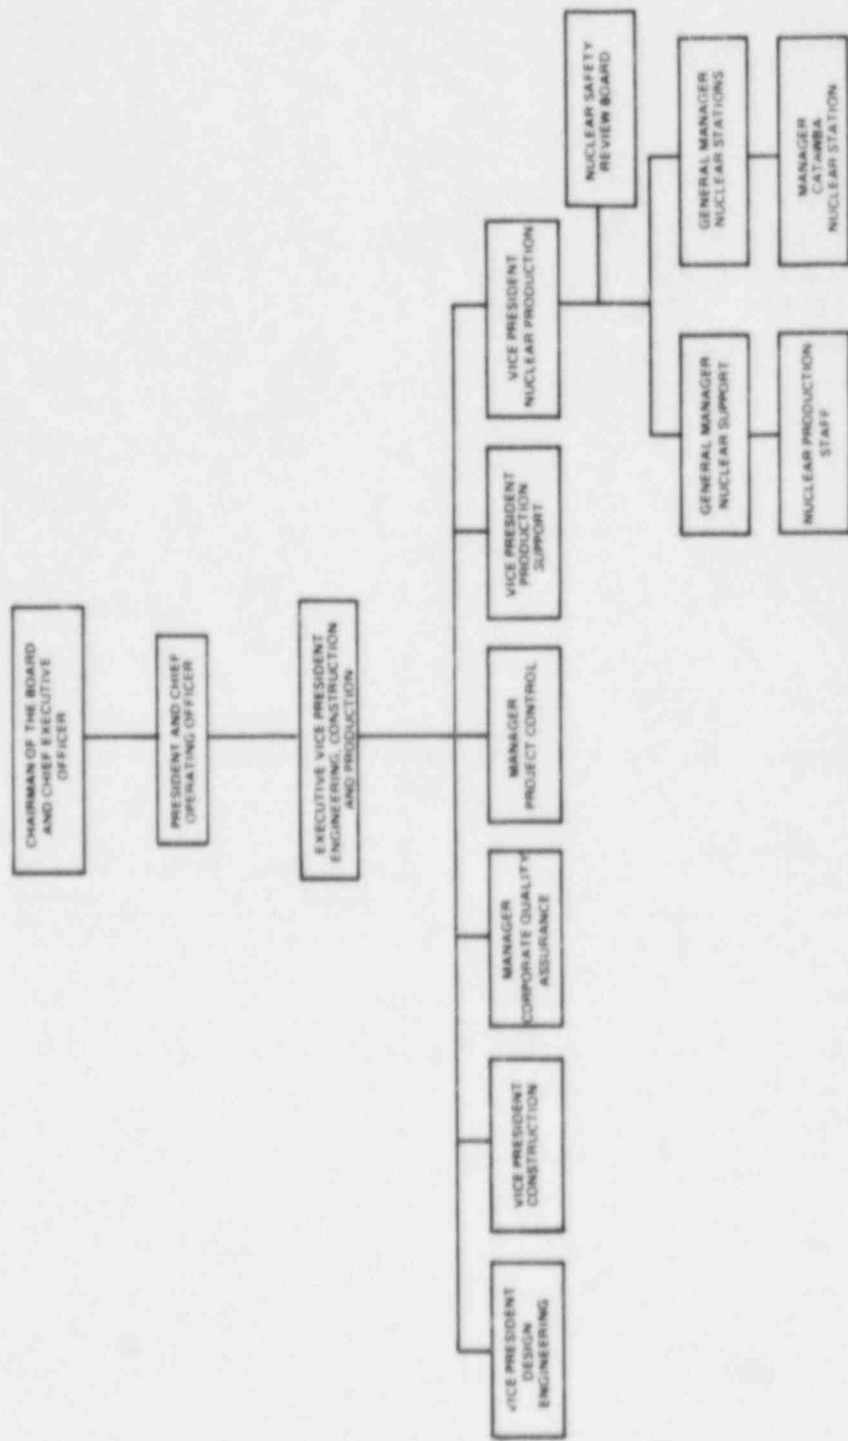 CHAIRMAN OF THE BOARD
AND CHIEF EXECUTIVE
OFFICER
PRESIDENT AND CHIEF
OPERATING OFFICER
EXECUTIVE VICE PRESIDENT
ENGINEERING, CONSTRUCTION
AND PRODUCTION
VICE PRESIDENT
DESIGN
ENGINEERING
VICE PRESIDENT
CONSTRUCTION
MANAGER
CORPORATE QUALITY
ASSURANCE
MANAGER
PROJECT CONTROL
VICE PRESIDENT
PRODUCTION
SUPPORT
VICE PRESIDENT
NUCLEAR PRODUCTION
NUCLEAR SAFETY
REVIEW BOARD
GENERAL MANAGER
NUCLEAR SUPPORT
GENERAL MANAGER
NUCLEAR STATIONS
NUCLEAR PRODUCTION
STAFF
MANAGER
CATAWBA
NUCLEAR STATION